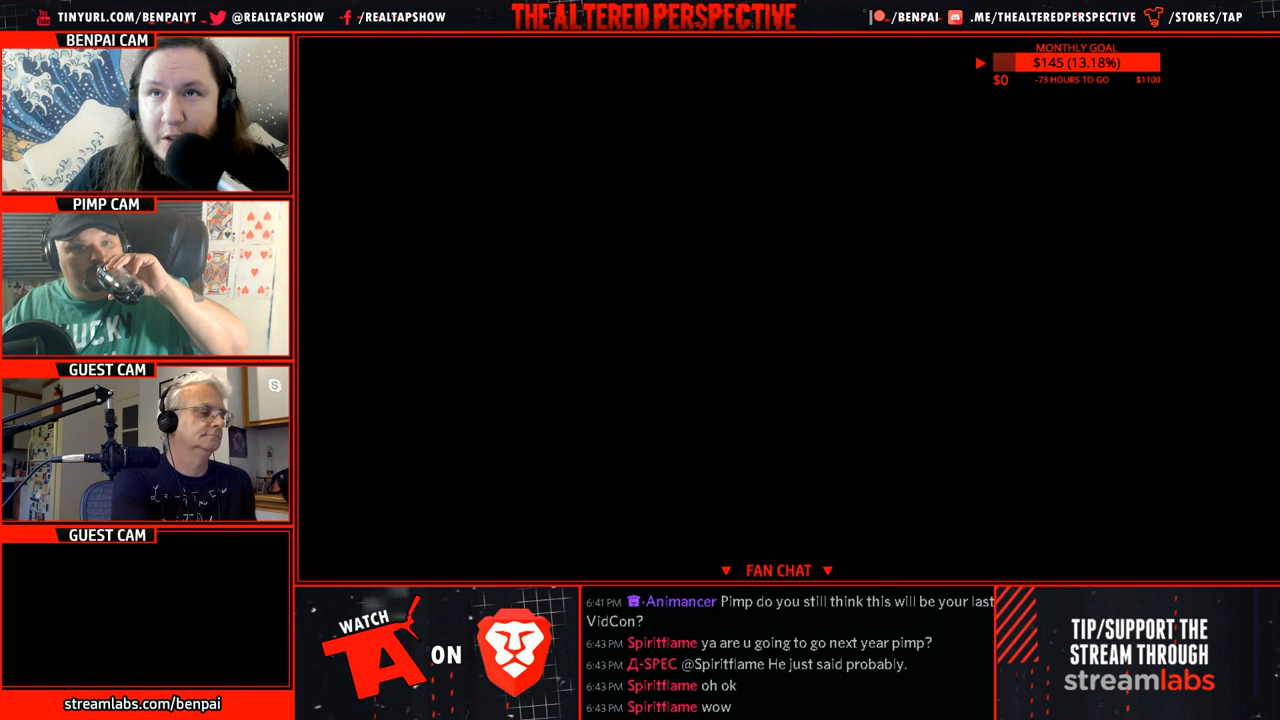 TINYURL.COM/BENPAIYT
@REALTAPSHOW
/REALTAPSHOW
THE ALTERED PERSPECTIVE
/BENPAI
.ME/THEALTEREDPERSPECTIVE
/STORES/TAP
BENPAI CAM
MONTHLY GOAL
$145 (13.18%)
$0
-73 HOURS TO GO
$1100
PIMP CAM
GUEST CAM
GUEST CAM
FAN CHAT
WATCH
TA
ON
6:41 PM Animancer Pimp do you still think this will be your last
VidCon?
6:43 PM Spiritflame ya are u going to go next year pimp?
6:43 PM Д-SPEC @Spiritflame He just said probably.
6:43 PM Spiritflame oh ok
6:43 PM Spiritflame wow
TIP/SUPPORT THE
STREAM THROUGH
streamlabs
streamlabs.com/benpai